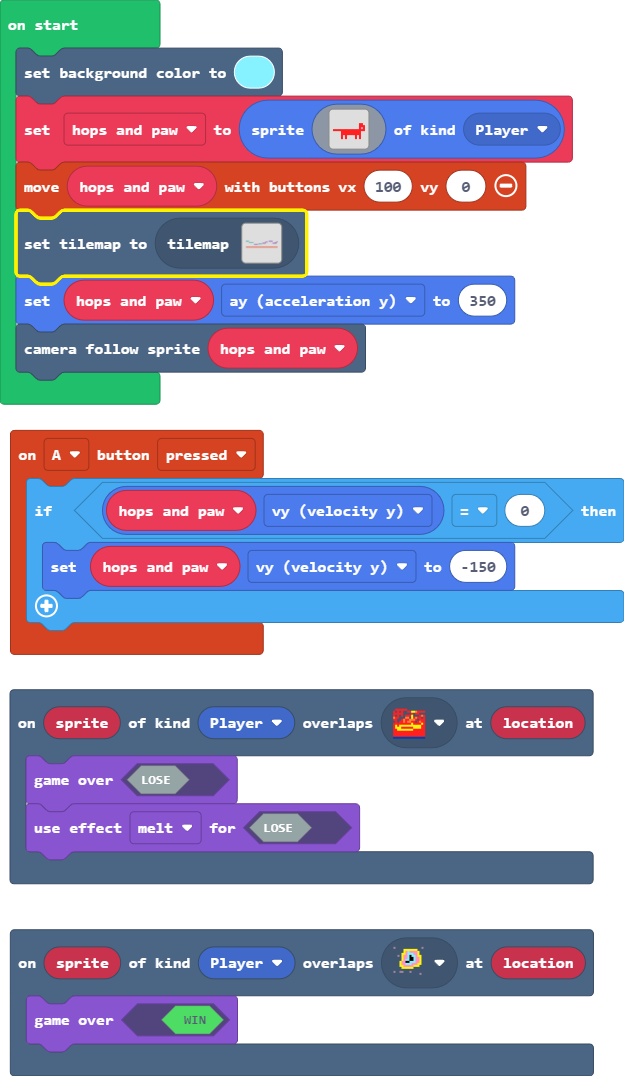 on start
set background color to
set hops and paw to sprite of kind Player
move hops and paw with buttons vx 100 vy 0
set tilemap to tilemap
set hops and paw ay (acceleration y) to 350
camera follow sprite hops and paw
on A button pressed
if hops and paw vy (velocity y) = 0 then
set hops and paw vy (velocity y) to -150
on sprite of kind Player overlaps at location
game over LOSE
use effect melt for LOSE
on sprite of kind Player overlaps at location
game over WIN